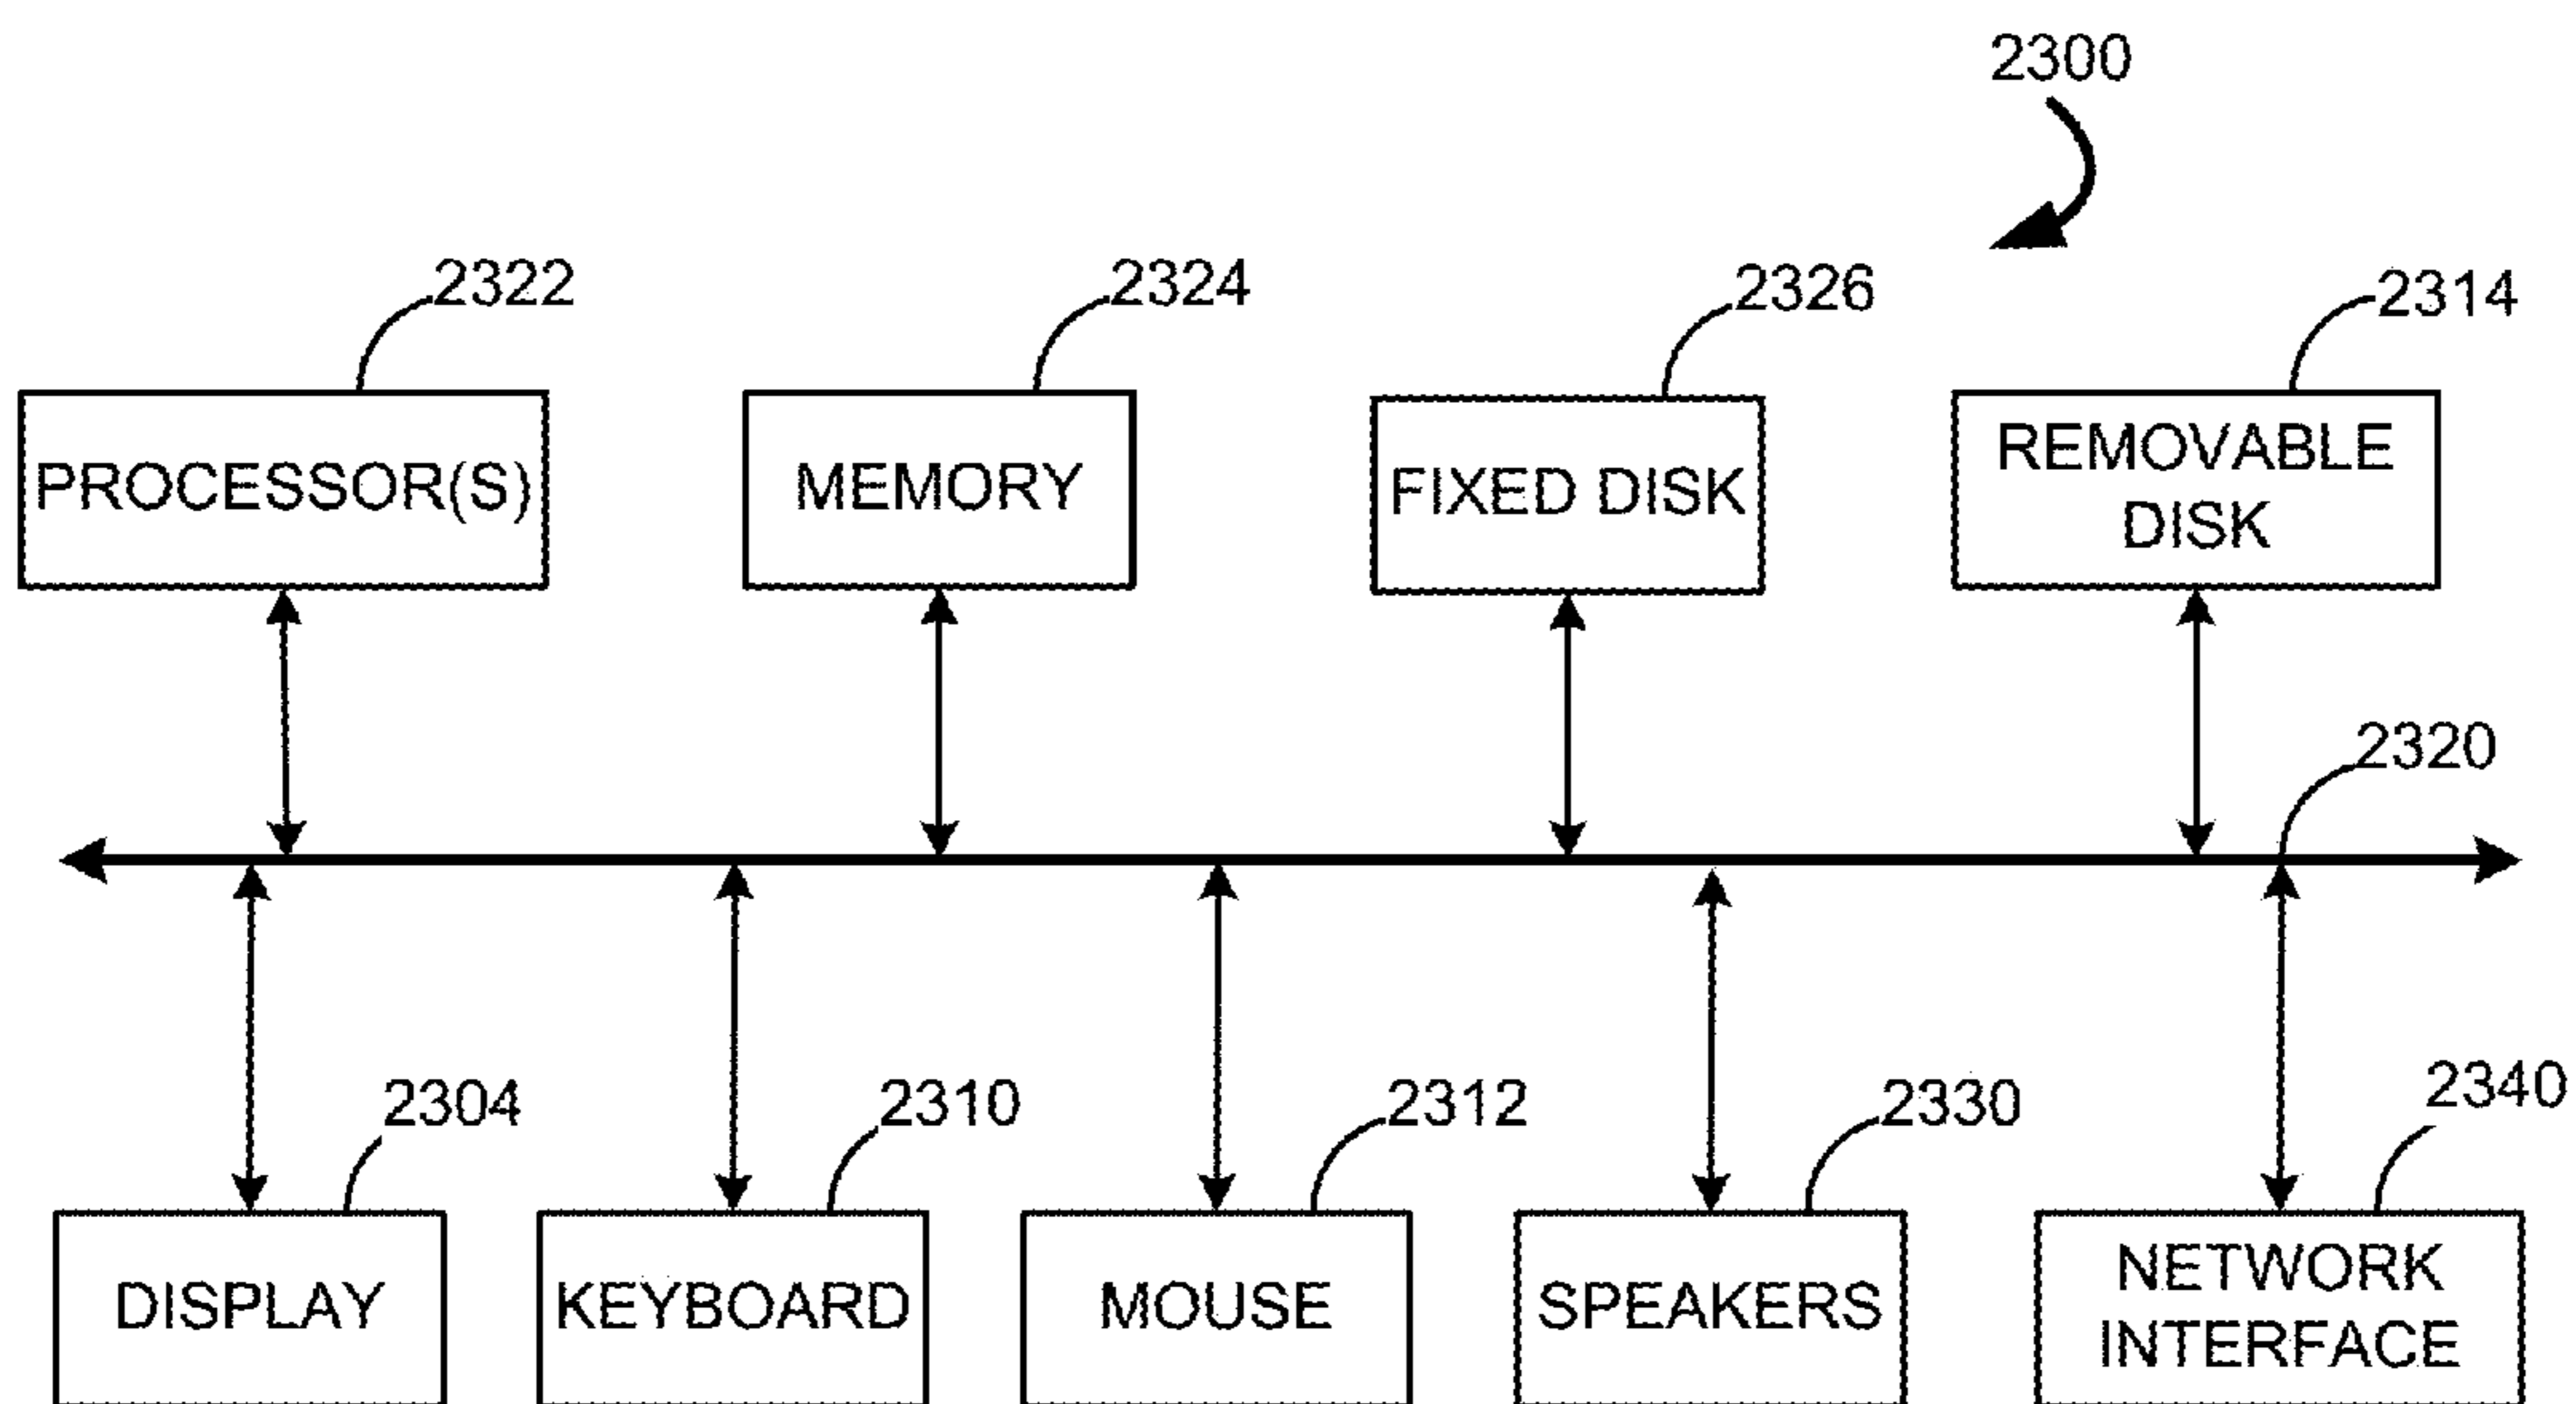 2300
2322
2324
2326
2314
PROCESSOR(S)
MEMORY
FIXED DISK
REMOVABLE
DISK
2320
2304
2310
2312
2330
2340
DISPLAY
KEYBOARD
MOUSE
SPEAKERS
NETWORK
INTERFACE